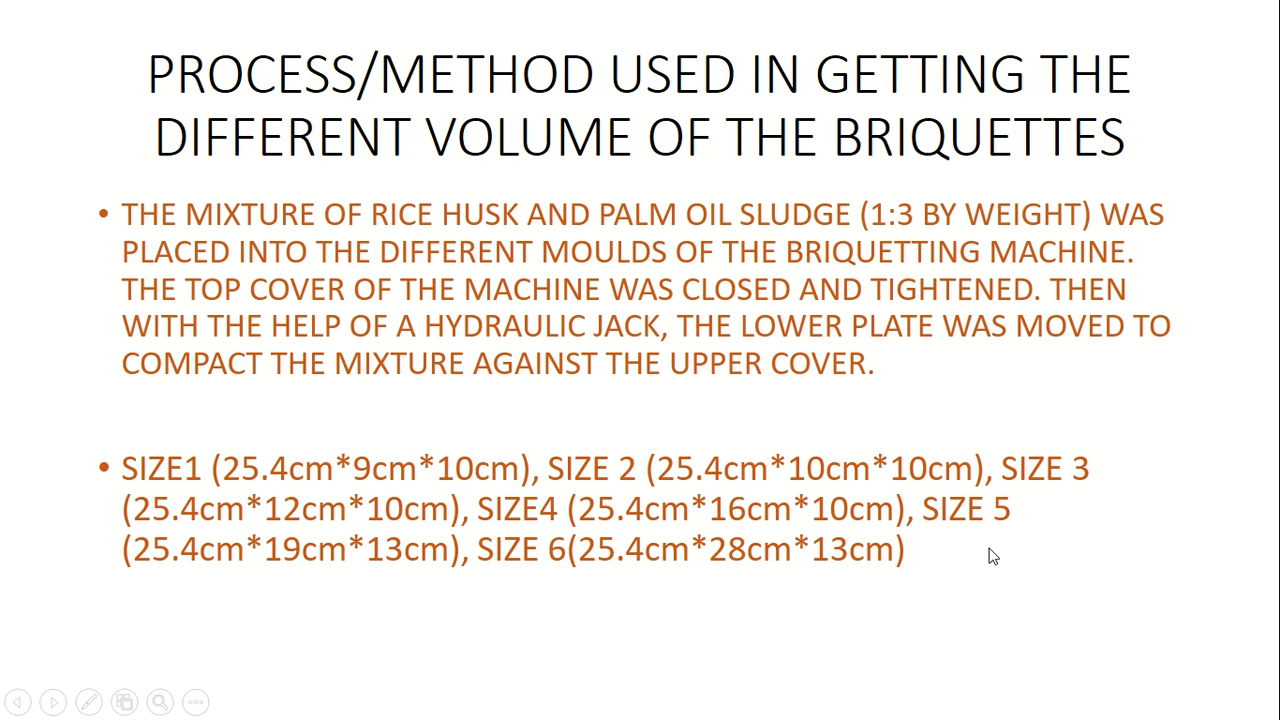 PROCESS/METHOD USED IN GETTING THE
DIFFERENT VOLUME OF THE BRIQUETTES
• THE MIXTURE OF RICE HUSK AND PALM OIL SLUDGE (1:3 BY WEIGHT) WAS
PLACED INTO THE DIFFERENT MOULDS OF THE BRIQUETTING MACHINE.
THE TOP COVER OF THE MACHINE WAS CLOSED AND TIGHTENED. THEN
WITH THE HELP OF A HYDRAULIC JACK, THE LOWER PLATE WAS MOVED TO
COMPACT THE MIXTURE AGAINST THE UPPER COVER.
• SIZE1 (25.4cm*9cm*10cm), SIZE 2 (25.4cm*10cm*10cm), SIZE 3
(25.4cm*12cm*10cm), SIZE4 (25.4cm*16cm*10cm), SIZE 5
(25.4cm*19cm*13cm), SIZE 6(25.4cm*28cm*13cm)